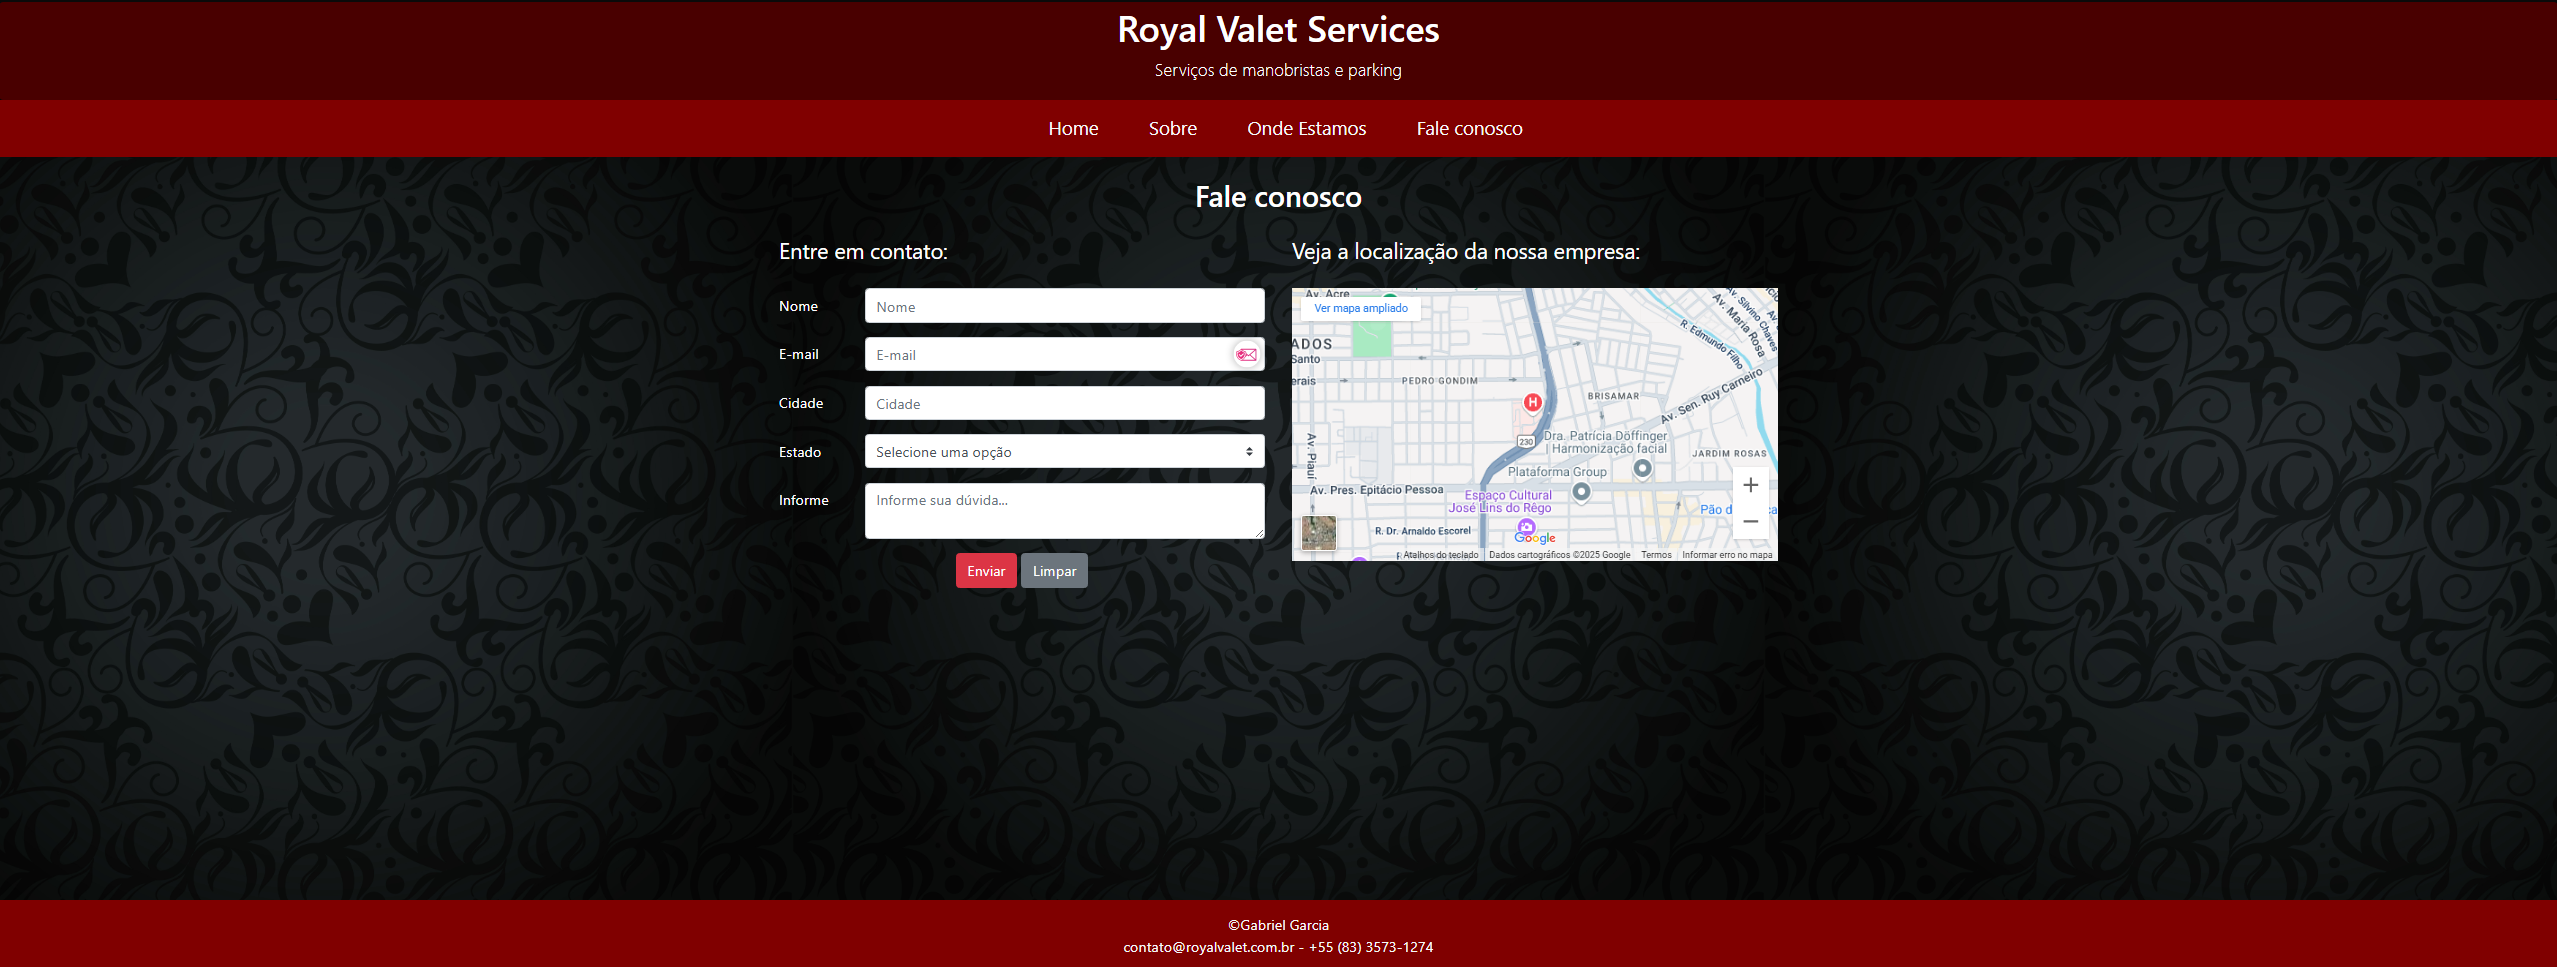 Royal Valet Services
Serviços de manobristas e parking
Home Sobre Onde Estamos Fale conosco
Fale conosco
Entre em contato:
Nome
Nome
E-mail
E-mail
Cidade
Cidade
Estado
Selecione uma opção
Informe
Informe sua dúvida...
Enviar Limpar
Veja a localização da nossa empresa:
Av. Acre
Ver mapa ampliado
ADOS
Santo
erais
PEDRO GONDIM
BRISAMAR
R. Edmundo Filho
Av. Maria Rosa
Av. Silvino Chaves
Av. Sen. Ruy Carneiro
H
230
Dra. Patrícia Döffinger
| Harmonização facial
JARDIM ROSAS
Plataforma Group
Av. Piauí
Av. Pres. Epitácio Pessoa
Espaço Cultural
José Lins do Rêgo
R. Dr. Arnaldo Escorel
Google
Atalhos do teclado Dados cartográficos ©2025 Google Termos Informar erro no mapa
©Gabriel Garcia
contato@royalvalet.com.br - +55 (83) 3573-1274